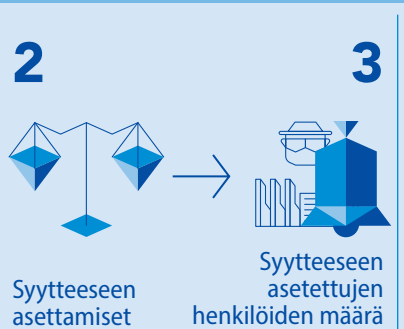 2
3
Syytteeseen
asettamiset
Syytteeseen
asetettujen
henkilöiden määrä